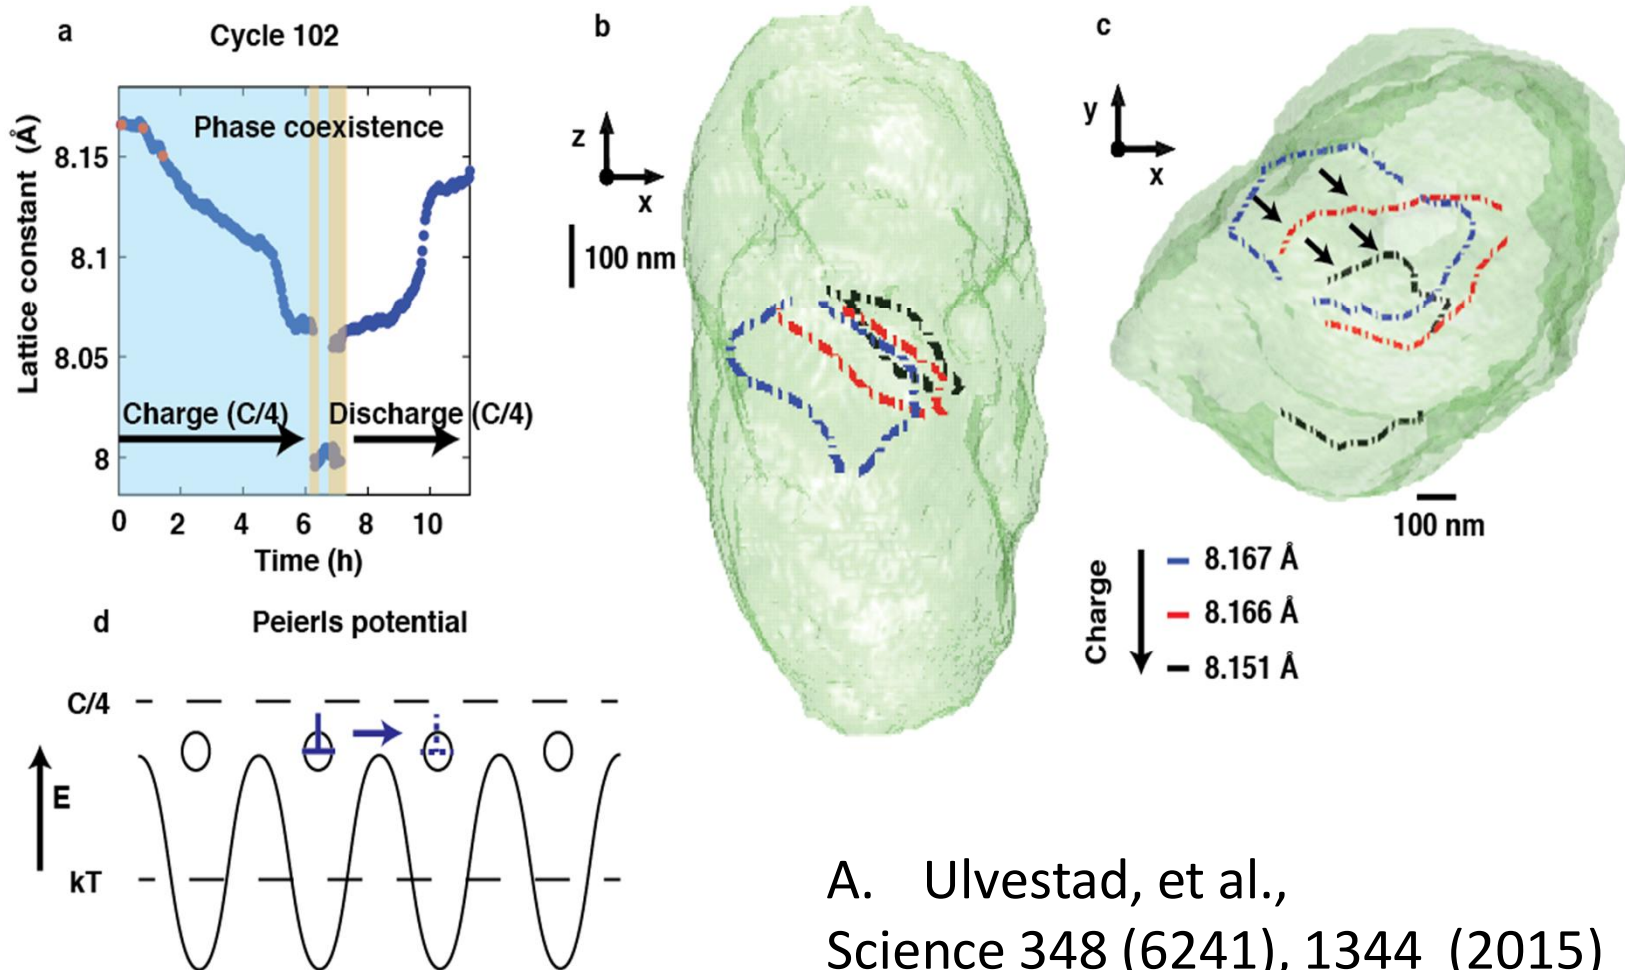 a
Cycle 102
Lattice constant (Å)
8.15
8.1
8.05
8
Phase coexistence
Charge (C/4)
Discharge (C/4)
0 2 4 6 8 10
Time (h)
b
z
x
100 nm
c
y
x
100 nm
Charge
8.167 Å
8.166 Å
8.151 Å
d
Peierls potential
C/4
E
kT
A. Ulvestad, et al.,
Science 348 (6241), 1344 (2015)